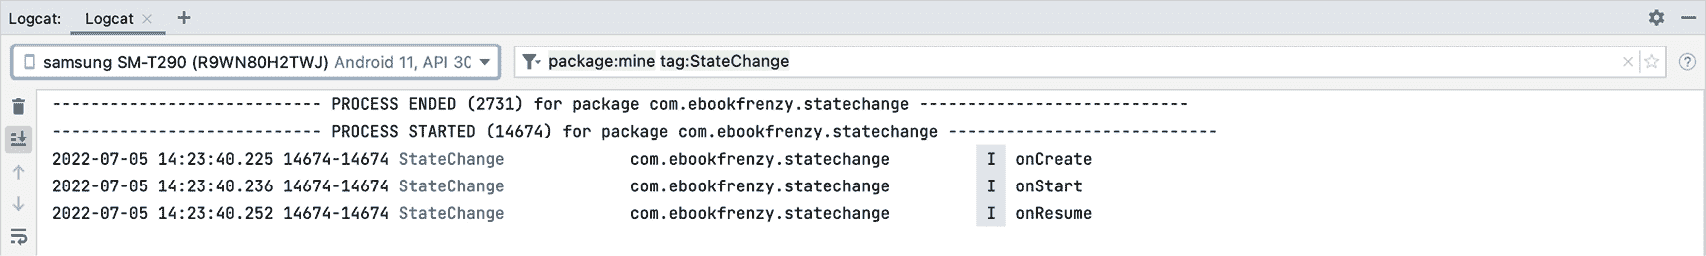 Logcat: Logcat
samsung SM-T290 (R9WN80H2TWJ) Android 11, API 30 package:mine tag:StateChange
---------------------------- PROCESS ENDED (2731) for package com.ebookfrenzy.statechange ----------------------------
---------------------------- PROCESS STARTED (14674) for package com.ebookfrenzy.statechange ----------------------------
2022-07-05 14:23:40.225 14674-14674 StateChange com.ebookfrenzy.statechange I onCreate
2022-07-05 14:23:40.236 14674-14674 StateChange com.ebookfrenzy.statechange I onStart
2022-07-05 14:23:40.252 14674-14674 StateChange com.ebookfrenzy.statechange I onResume